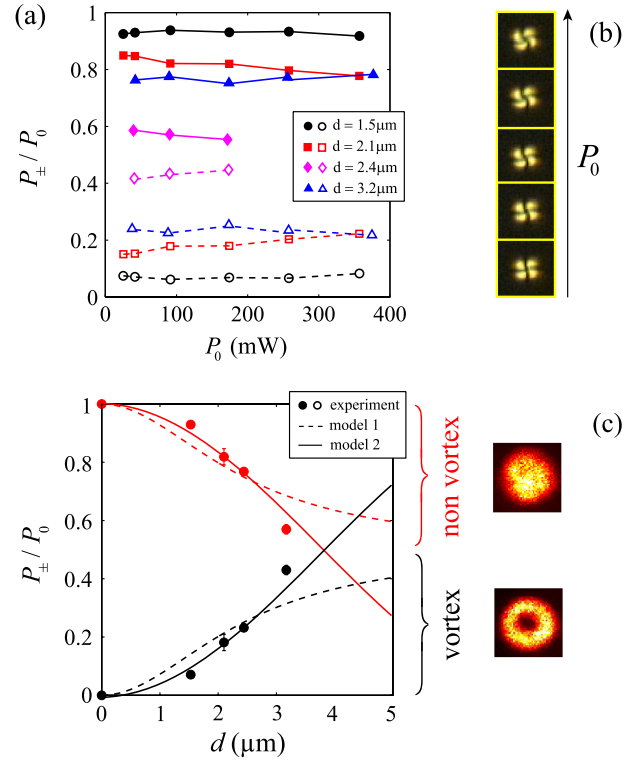 (a)
1
0.8
0.6
0.4
0.2
0
P± / P0
0 100 200 300 400
P0 (mW)
d = 1.5µm
d = 2.1µm
d = 2.4µm
d = 3.2µm
(b)
P0
1
0.8
0.6
0.4
0.2
0
P± / P0
0 1 2 3 4 5
d (µm)
experiment
model 1
model 2
non vortex
vortex
(c)